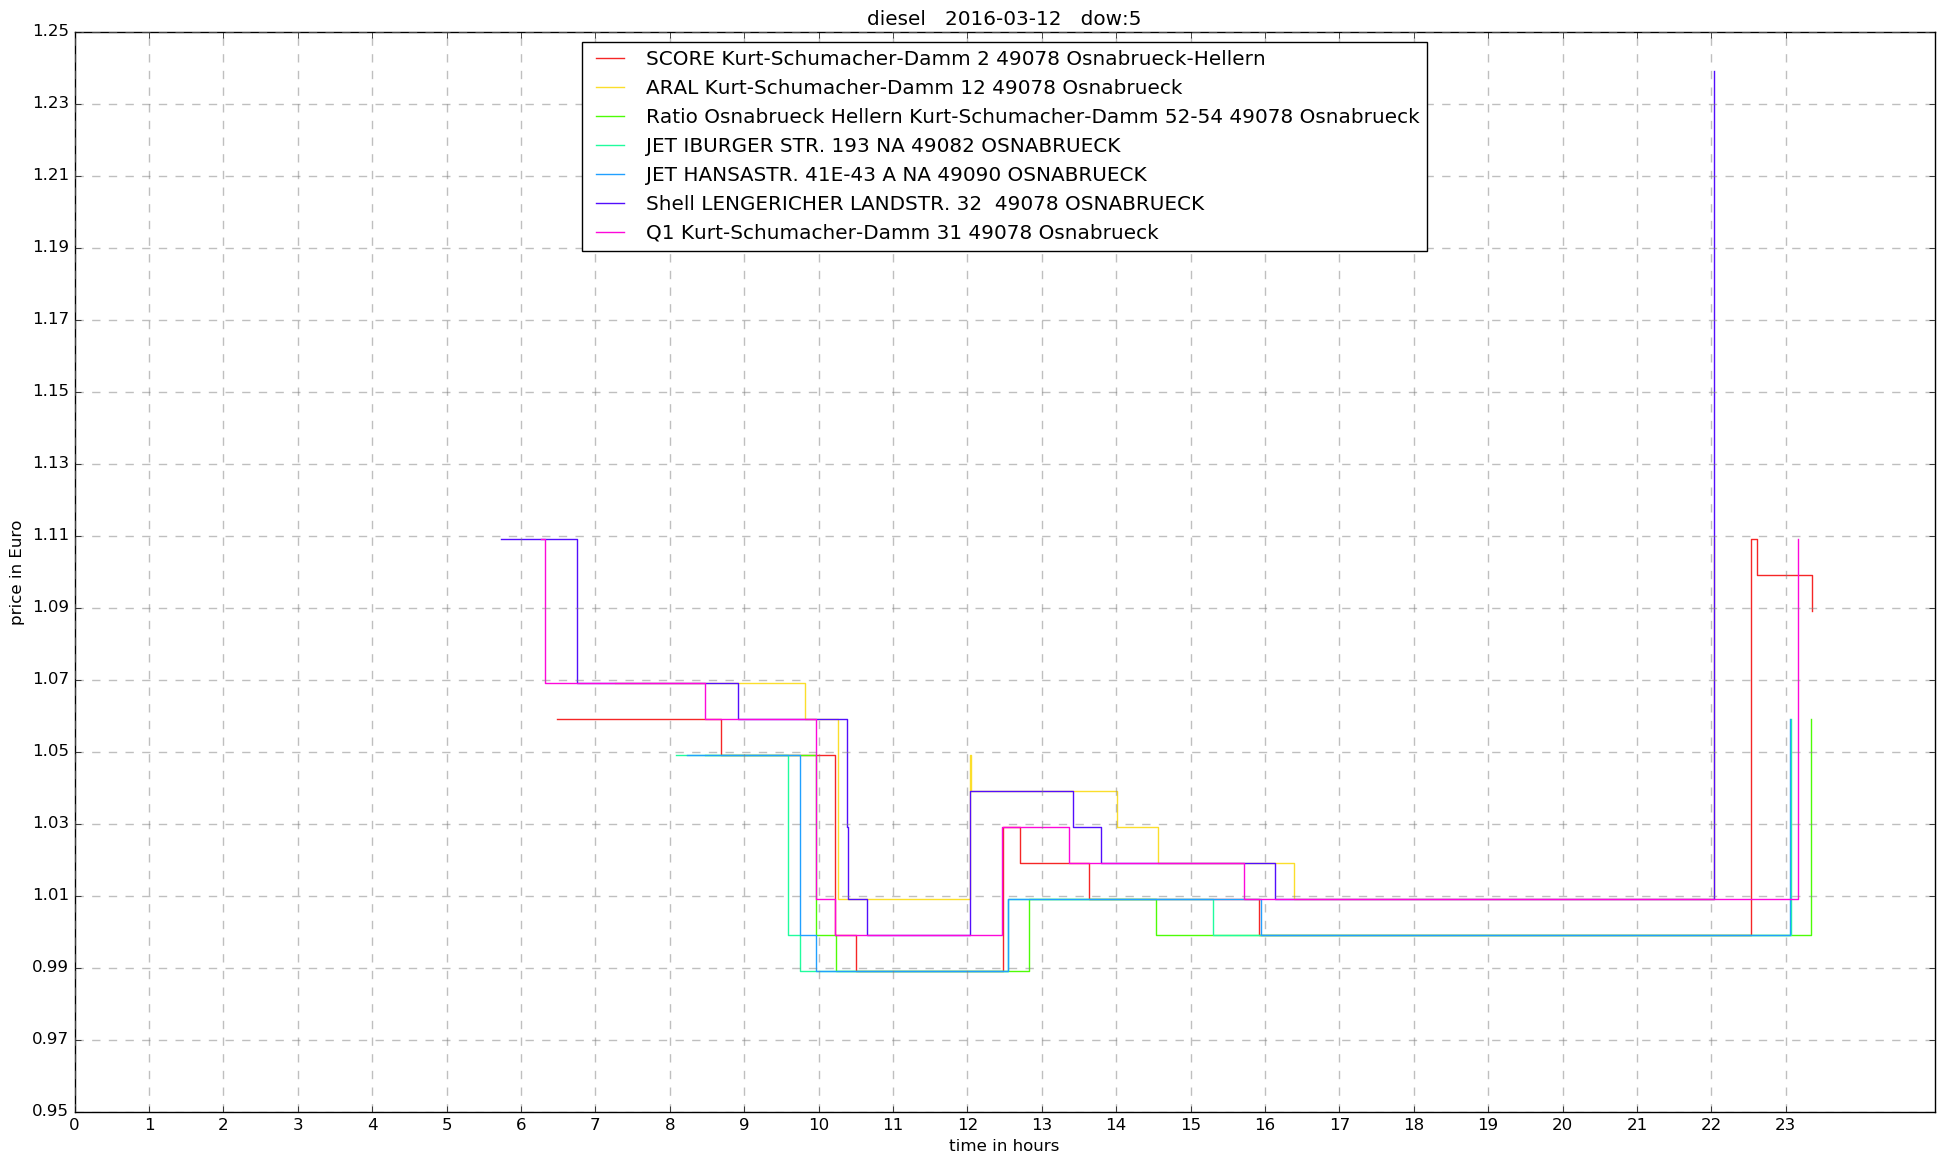 diesel   2016-03-12   dow:5
1.25
SCORE Kurt-Schumacher-Damm 2 49078 Osnabrueck-Hellern
ARAL Kurt-Schumacher-Damm 12 49078 Osnabrueck
Ratio Osnabrueck Hellern Kurt-Schumacher-Damm 52-54 49078 Osnabrueck
JET IBURGER STR. 193 NA 49082 OSNABRUECK
JET HANSASTR. 41E-43 A NA 49090 OSNABRUECK
Shell LENGERICHER LANDSTR. 32  49078 OSNABRUECK
Q1 Kurt-Schumacher-Damm 31 49078 Osnabrueck
1.23
1.21
1.19
1.17
1.15
1.13
1.11
1.09
1.07
1.05
1.03
1.01
0.99
0.97
0.95
price in Euro
0 1 2 3 4 5 6 7 8 9 10 11 12 13 14 15 16 17 18 19 20 21 22 23
time in hours